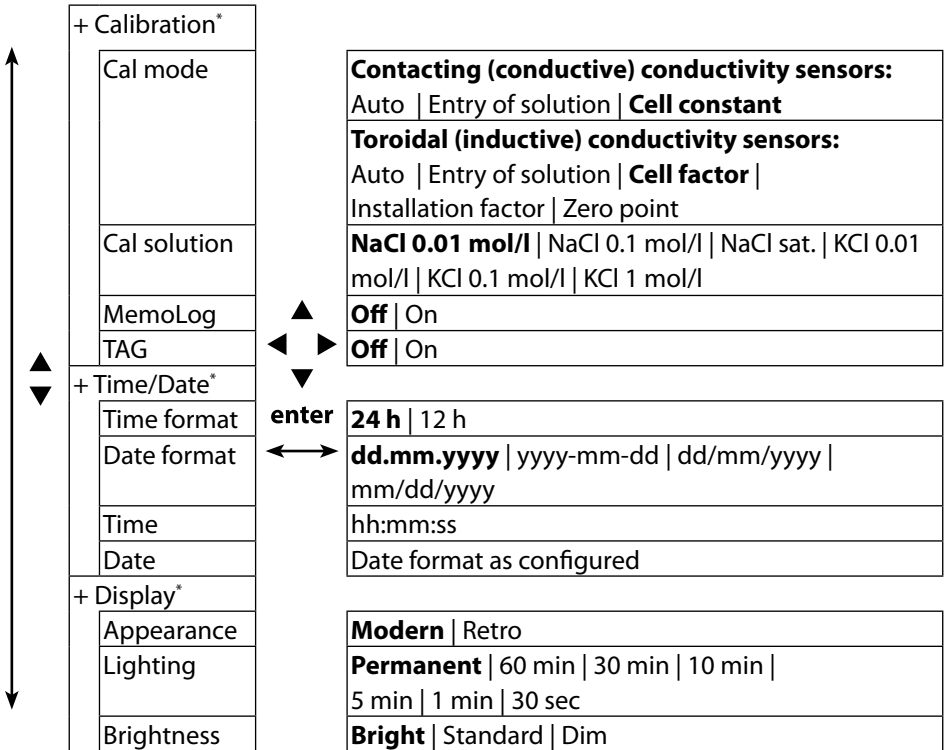 + Calibration*
Cal mode
Contacting (conductive) conductivity sensors:
Auto | Entry of solution | Cell constant
Toroidal (inductive) conductivity sensors:
Auto | Entry of solution | Cell factor |
Installation factor | Zero point
Cal solution
NaCl 0.01 mol/l | NaCl 0.1 mol/l | NaCl sat. | KCl 0.01
mol/l | KCl 0.1 mol/l | KCl 1 mol/l
MemoLog
Off | On
TAG
Off | On
+ Time/Date*
Time format
enter
24 h | 12 h
Date format
dd.mm.yyyy | yyyy-mm-dd | dd/mm/yyyy |
mm/dd/yyyy
Time
hh:mm:ss
Date
Date format as configured
+ Display*
Appearance
Modern | Retro
Lighting
Permanent | 60 min | 30 min | 10 min |
5 min | 1 min | 30 sec
Brightness
Bright | Standard | Dim